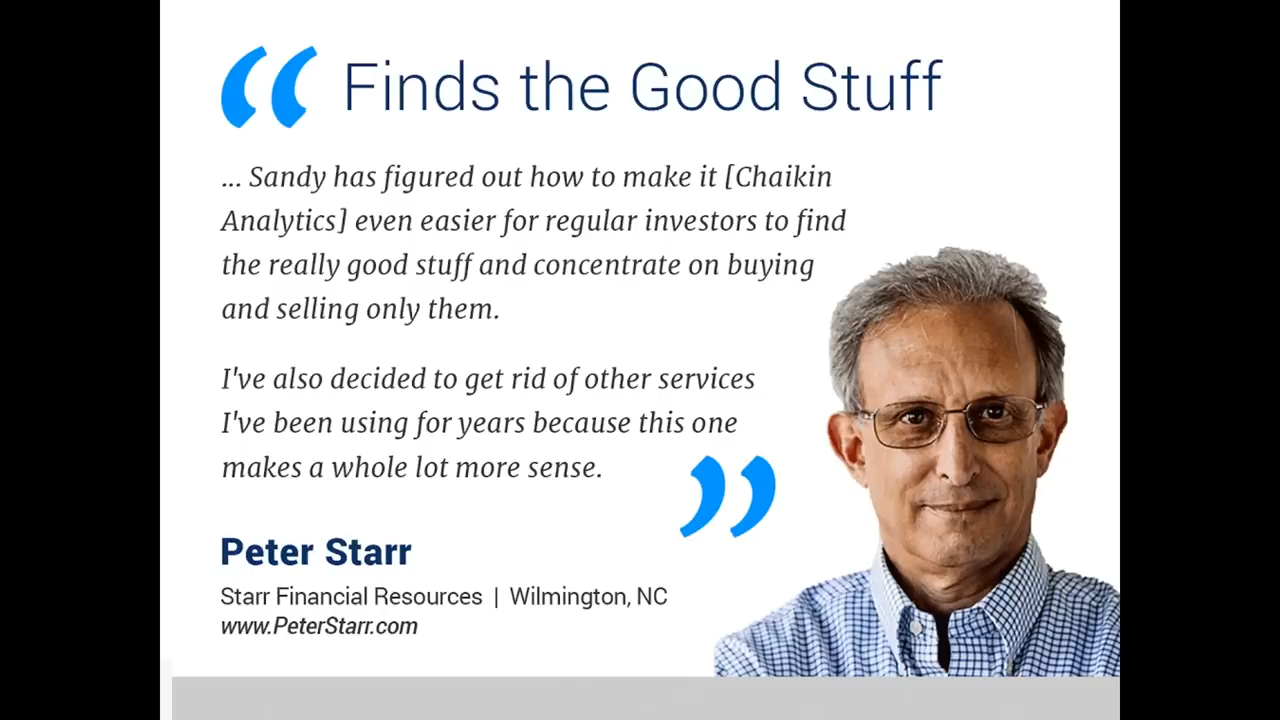 “ Finds the Good Stuff
... Sandy has figured out how to make it [Chaikin
Analytics] even easier for regular investors to find
the really good stuff and concentrate on buying
and selling only them.
I've also decided to get rid of other services
I've been using for years because this one
makes a whole lot more sense. ”
Peter Starr
Starr Financial Resources | Wilmington, NC
www.PeterStarr.com